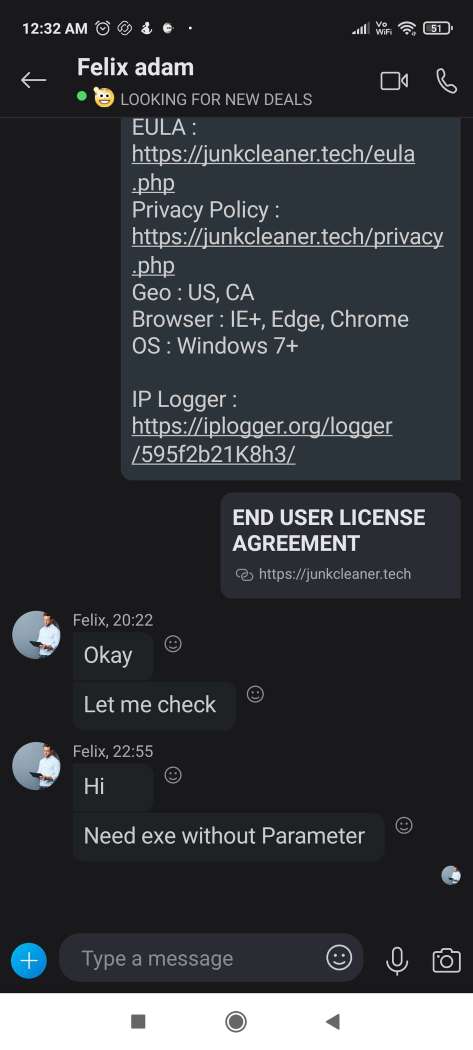 12:32 AM
Vo
WiFi
51
Felix adam
LOOKING FOR NEW DEALS
EULA :
https://junkcleaner.tech/eula
.php
Privacy Policy :
https://junkcleaner.tech/privacy
.php
Geo : US, CA
Browser : IE+, Edge, Chrome
OS : Windows 7+
IP Logger :
https://iplogger.org/logger
/595f2b21K8h3/
END USER LICENSE
AGREEMENT
https://junkcleaner.tech
Felix, 20:22
Okay
Let me check
Felix, 22:55
Hi
Need exe without Parameter
Type a message